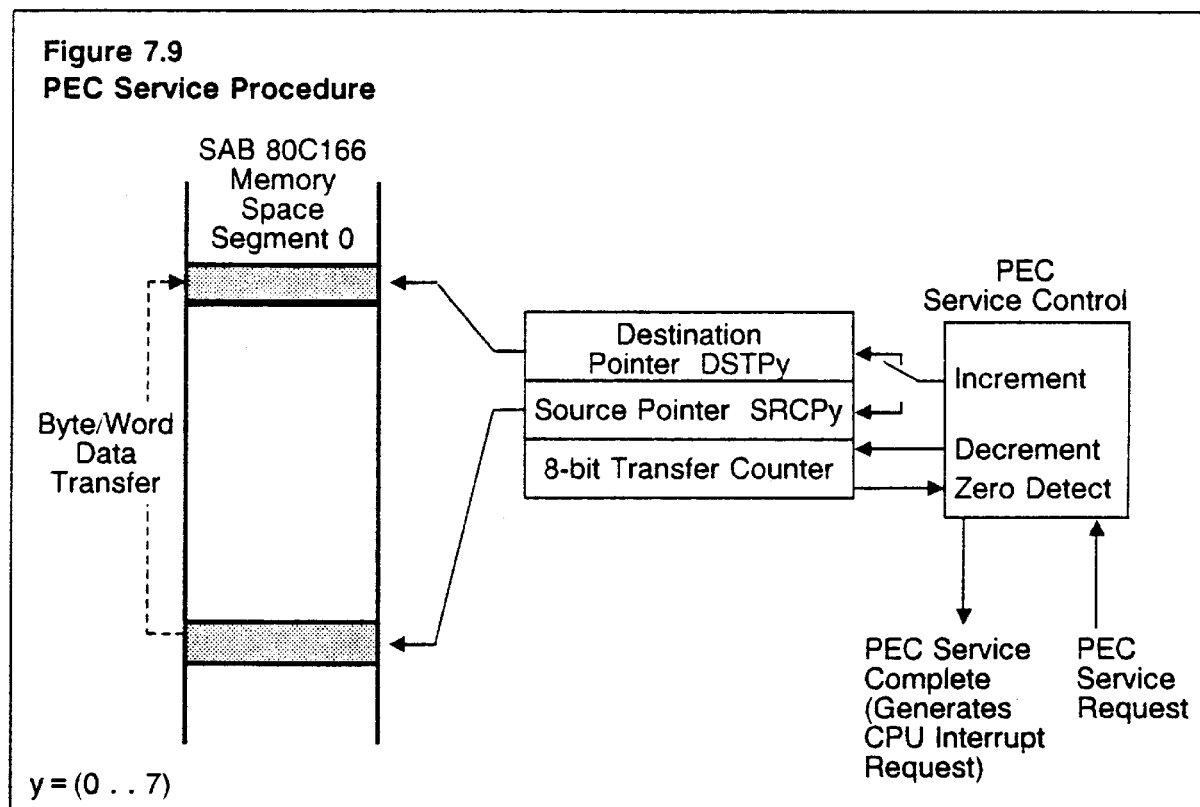 Figure 7.9
PEC Service Procedure
SAB 80C166
Memory
Space
Segment 0
PEC
Service Control
Destination
Pointer DSTPy
Increment
Source Pointer SRCPy
Byte/Word
Data
Transfer
Decrement
8-bit Transfer Counter
Zero Detect
PEC Service
Complete
(Generates
CPU Interrupt
Request)
PEC
Service
Request
y = (0 . . 7)